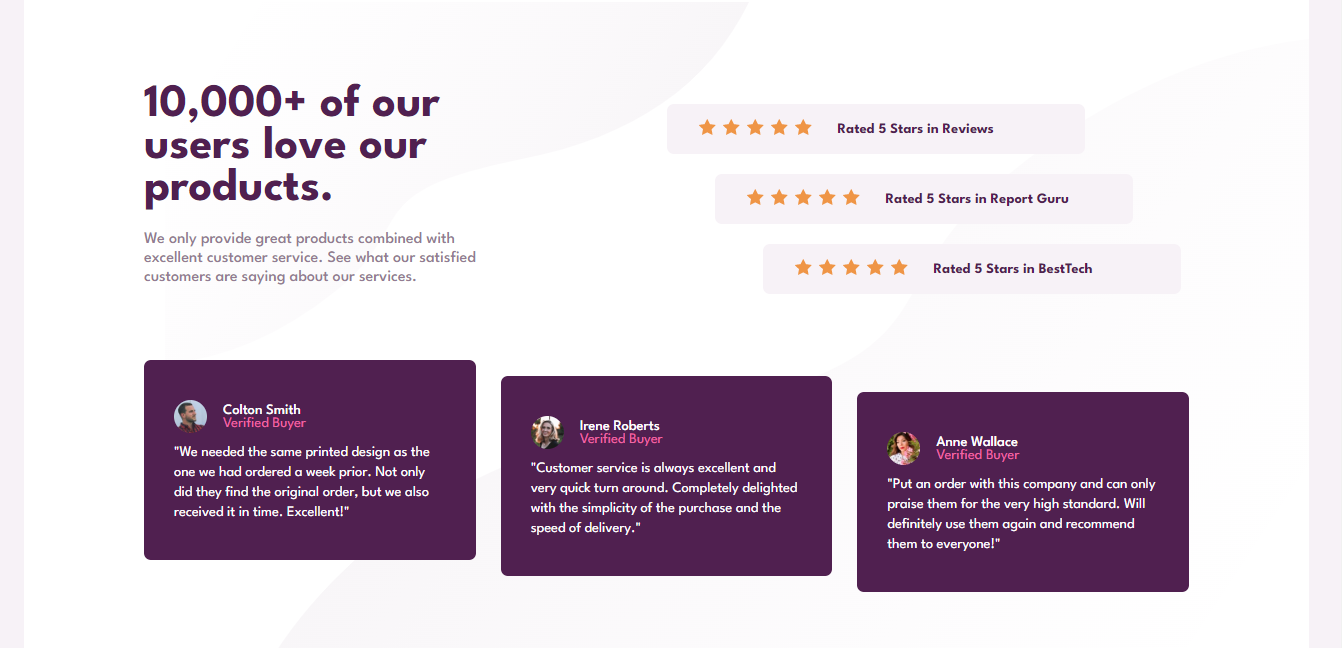 10,000+ of our
users love our
products.
We only provide great products combined with
excellent customer service. See what our satisfied
customers are saying about our services.
Rated 5 Stars in Reviews
Rated 5 Stars in Report Guru
Rated 5 Stars in BestTech
Colton Smith
Verified Buyer
"We needed the same printed design as the
one we had ordered a week prior. Not only
did they find the original order, but we also
received it in time. Excellent!"
Irene Roberts
Verified Buyer
"Customer service is always excellent and
very quick turn around. Completely delighted
with the simplicity of the purchase and the
speed of delivery."
Anne Wallace
Verified Buyer
"Put an order with this company and can only
praise them for the very high standard. Will
definitely use them again and recommend
them to everyone!"